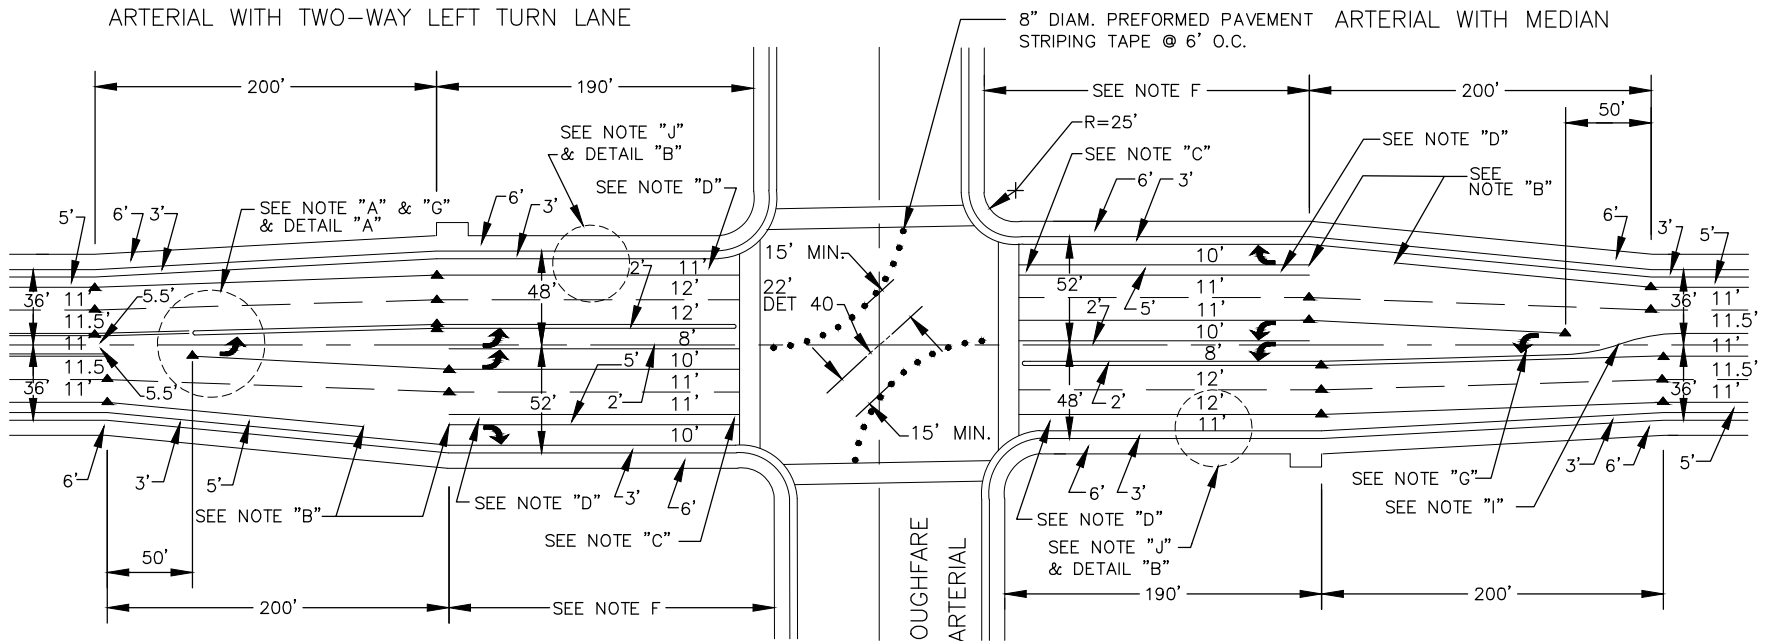 ARTERIAL WITH TWO-WAY LEFT TURN LANE
8" DIAM. PREFORMED PAVEMENT
STRIPING TAPE @ 6' O.C.
ARTERIAL WITH MEDIAN
200'
190'
SEE NOTE F
200'
50'
SEE NOTE "J"
& DETAIL "B"
R=25'
SEE NOTE "D"
SEE NOTE "C"
SEE
NOTE "B"
SEE NOTE "D"
6'
3'
6'
3'
5'
6'
3'
SEE NOTE "A" & "G"
& DETAIL "A"
6'
3'
5'
15' MIN.
22'
DET 40
36'
11'
5.5'
11.5'
11'
11.5
36'
11'
5.5'
48'
2'
11'
12'
12'
8'
10'
11'
11'
10'
5'
2'
52'
52'
10'
11'
5'
11'
2'
10'
8'
12'
12'
11'
48'
2'
36'
11'
11.5'
11'
11.5'
36'
11'
15' MIN.
6'
3'
5'
SEE NOTE "B"
SEE NOTE "D"
3'
6'
SEE NOTE "C"
6'
3'
SEE NOTE "D"
SEE NOTE "J"
& DETAIL "B"
SEE NOTE "G"
SEE NOTE "I"
3'
6'
5'
50'
200'
SEE NOTE F
OUGHFARE
ARTERIAL
190'
200'